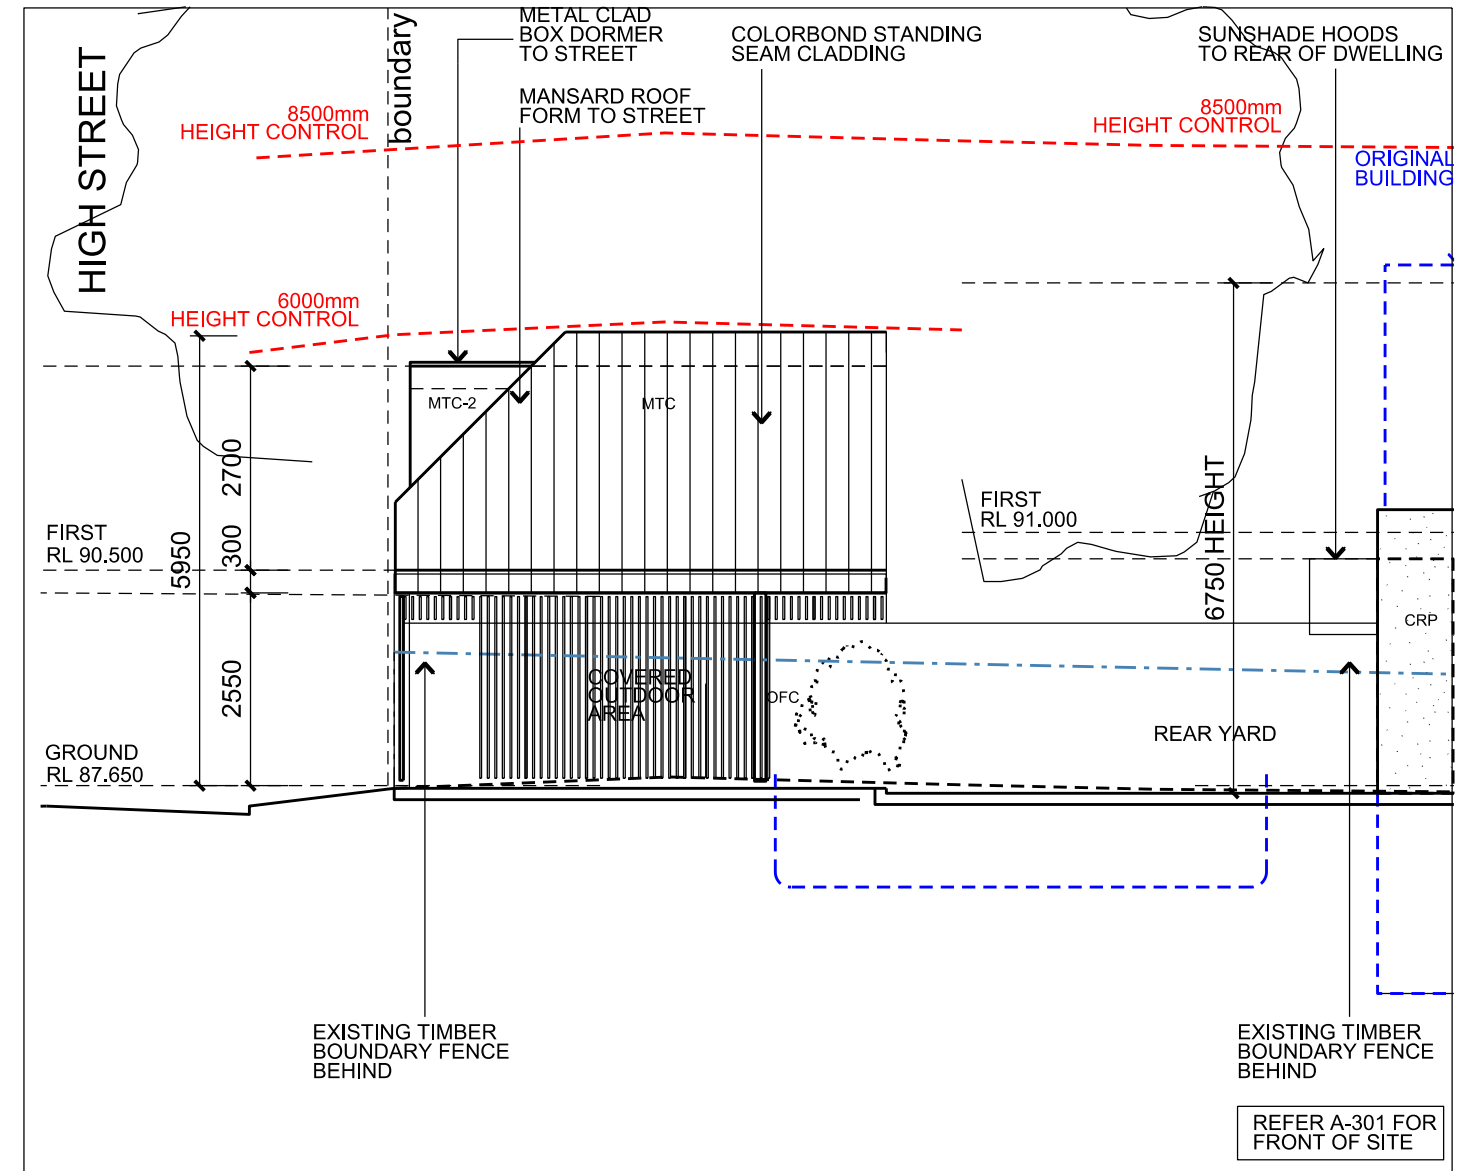 METAL CLAD
BOX DORMER
TO STREET
COLORBOND STANDING
SEAM CLADDING
SUNSHADE HOODS
TO REAR OF DWELLING
HIGH STREET
boundary
MANSARD ROOF
FORM TO STREET
8500mm
HEIGHT CONTROL
8500mm
HEIGHT CONTROL
ORIGINAL
BUILDING
6000mm
HEIGHT CONTROL
MTC-2
MTC
2700
FIRST
RL 90.500
300
5950
FIRST
RL 91.000
6750 HEIGHT
CRP
2550
COVERED
OUTDOOR
AREA
OFC
REAR YARD
GROUND
RL 87.650
EXISTING TIMBER
BOUNDARY FENCE
BEHIND
EXISTING TIMBER
BOUNDARY FENCE
BEHIND
REFER A-301 FOR
FRONT OF SITE